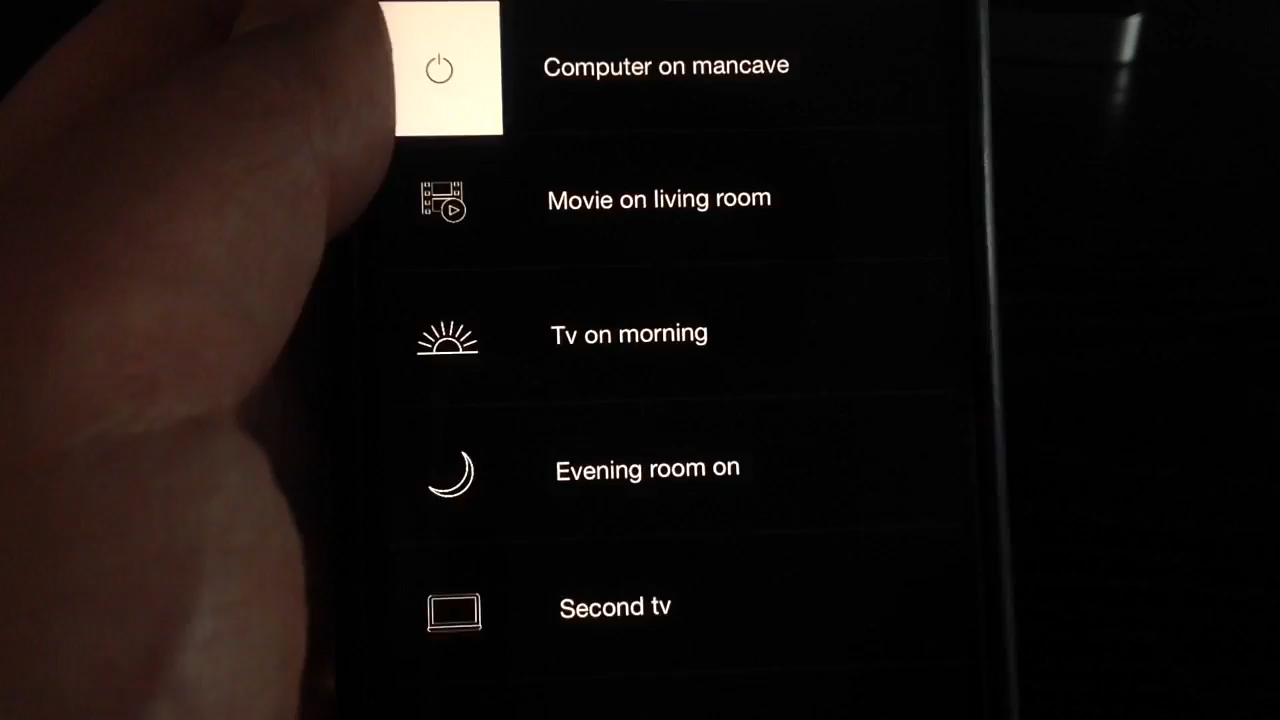 Computer on mancave
Movie on living room
Tv on morning
Evening room on
Second tv